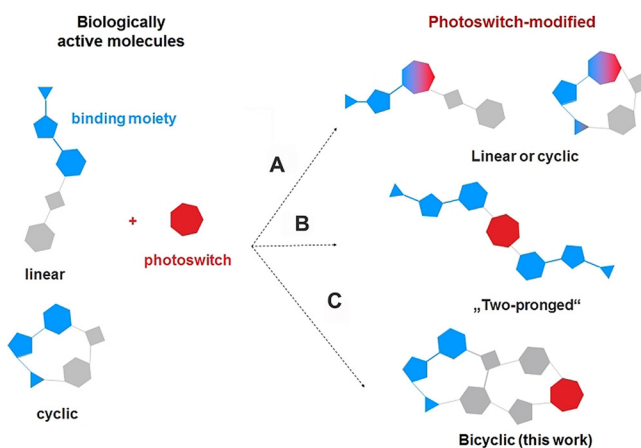 Biologically
active molecules
Photoswitch-modified
binding moiety
A
Linear or cyclic
+
B
photoswitch
linear
„Two-pronged“
C
cyclic
Bicyclic (this work)